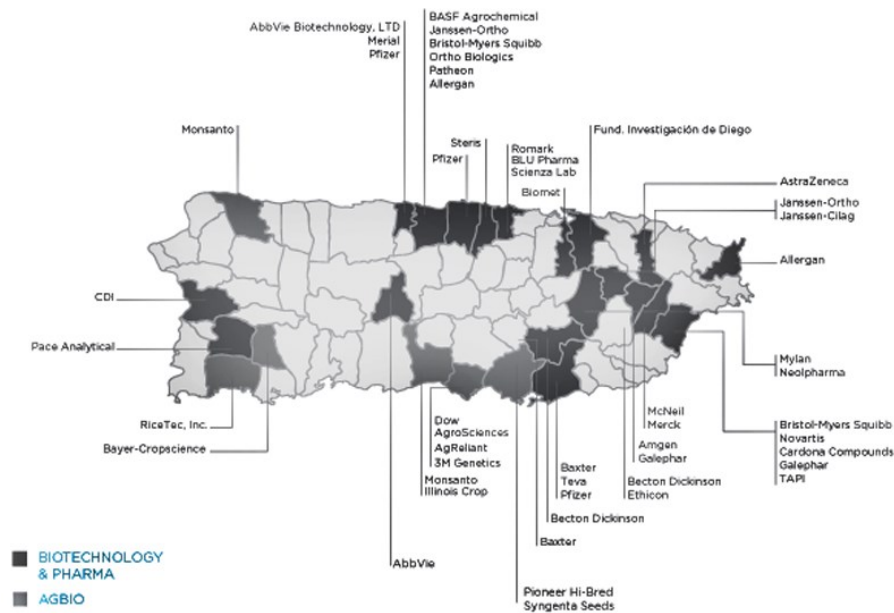 AbbVie Biotechnology, LTD
Merial
Pfizer
BASF Agrochemical
Janssen-Ortho
Bristol-Myers Squibb
Ortho Biologics
Patheon
Allergan
Monsanto
Steris
Pfizer
Romark
BLU Pharma
Scienza Lab
Biomet
Fund. Investigación de Diego
AstraZeneca
Janssen-Ortho
Janssen-Cilag
Allergan
CDI
Pace Analytical
Mylan
Neolpharma
RiceTec, Inc.
Bayer-Cropscience
Dow
AgroSciences
AgReliant
3M Genetics
Monsanto
Illinois Crop
McNeil
Merck
Amgen
Galephar
Bristol-Myers Squibb
Novartis
Cardona Compounds
Galephar
TAPI
Baxter
Teva
Pfizer
Becton Dickinson
Ethicon
Becton Dickinson
Baxter
AbbVie
Pioneer Hi-Bred
Syngenta Seeds
BIOTECHNOLOGY
& PHARMA
AGBIO